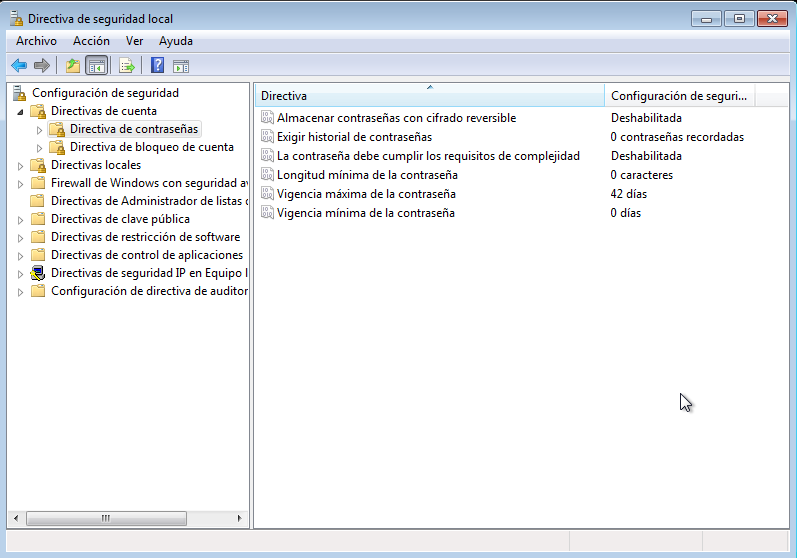 Directiva de seguridad local
Archivo Acción Ver Ayuda
Configuración de seguridad
Directivas de cuenta
Directiva de contraseñas
Directiva de bloqueo de cuenta
Directivas locales
Firewall de Windows con seguridad av
Directivas de Administrador de listas d
Directivas de clave pública
Directivas de restricción de software
Directivas de control de aplicaciones
Directivas de seguridad IP en Equipo l
Configuración de directiva de auditor
Directiva Configuración de seguri...
Almacenar contraseñas con cifrado reversible Deshabilitada
Exigir historial de contraseñas 0 contraseñas recordadas
La contraseña debe cumplir los requisitos de complejidad Deshabilitada
Longitud mínima de la contraseña 0 caracteres
Vigencia máxima de la contraseña 42 días
Vigencia mínima de la contraseña 0 días